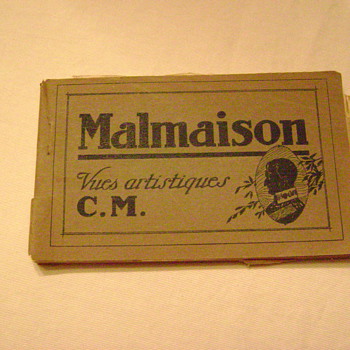 Malmaison
Vues artistiques
C.M.